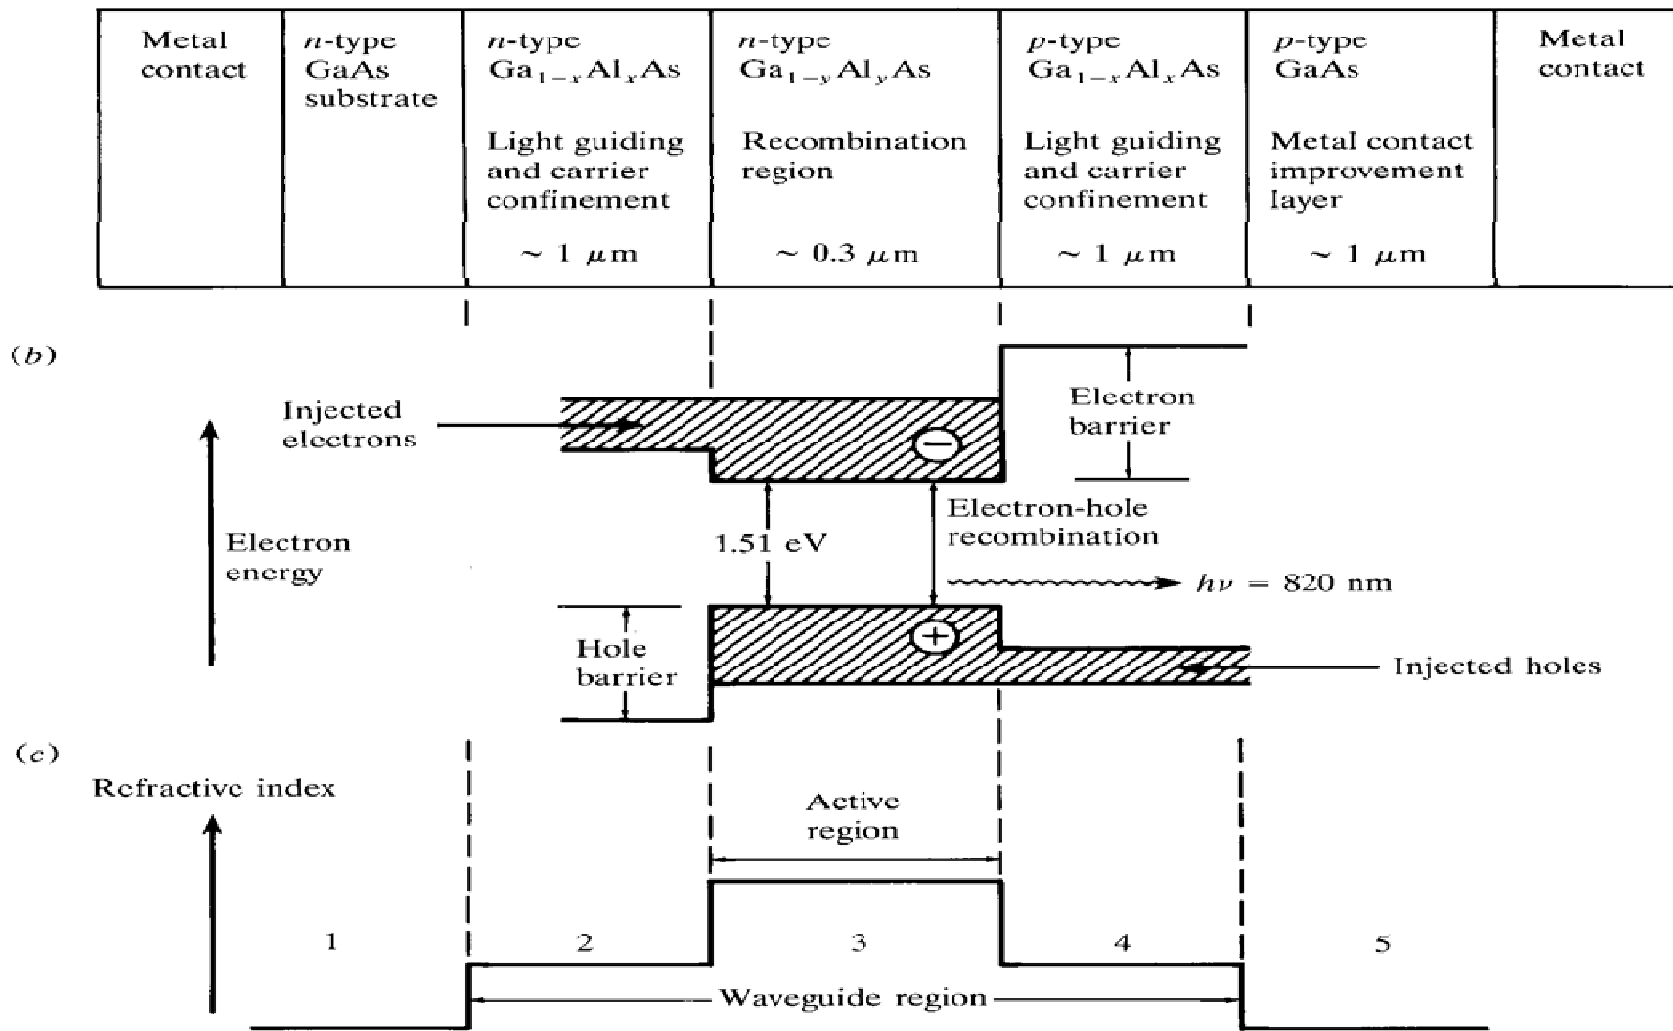 Metal
contact
n-type
GaAs
substrate
n-type
Ga₁₋ₓAlₓAs
Light guiding
and carrier
confinement
~ 1 μm
n-type
Ga₁₋ᵧAlᵧAs
Recombination
region
~ 0.3 μm
p-type
Ga₁₋ₓAlₓAs
Light guiding
and carrier
confinement
~ 1 μm
p-type
GaAs
Metal contact
improvement
layer
~ 1 μm
Metal
contact
(b)
Injected
electrons
−
Electron
barrier
Electron
energy
1.51 eV
Electron-hole
recombination
hν = 820 nm
Hole
barrier
+
Injected holes
(c)
Refractive index
Active
region
1 2 3 4 5
Waveguide region